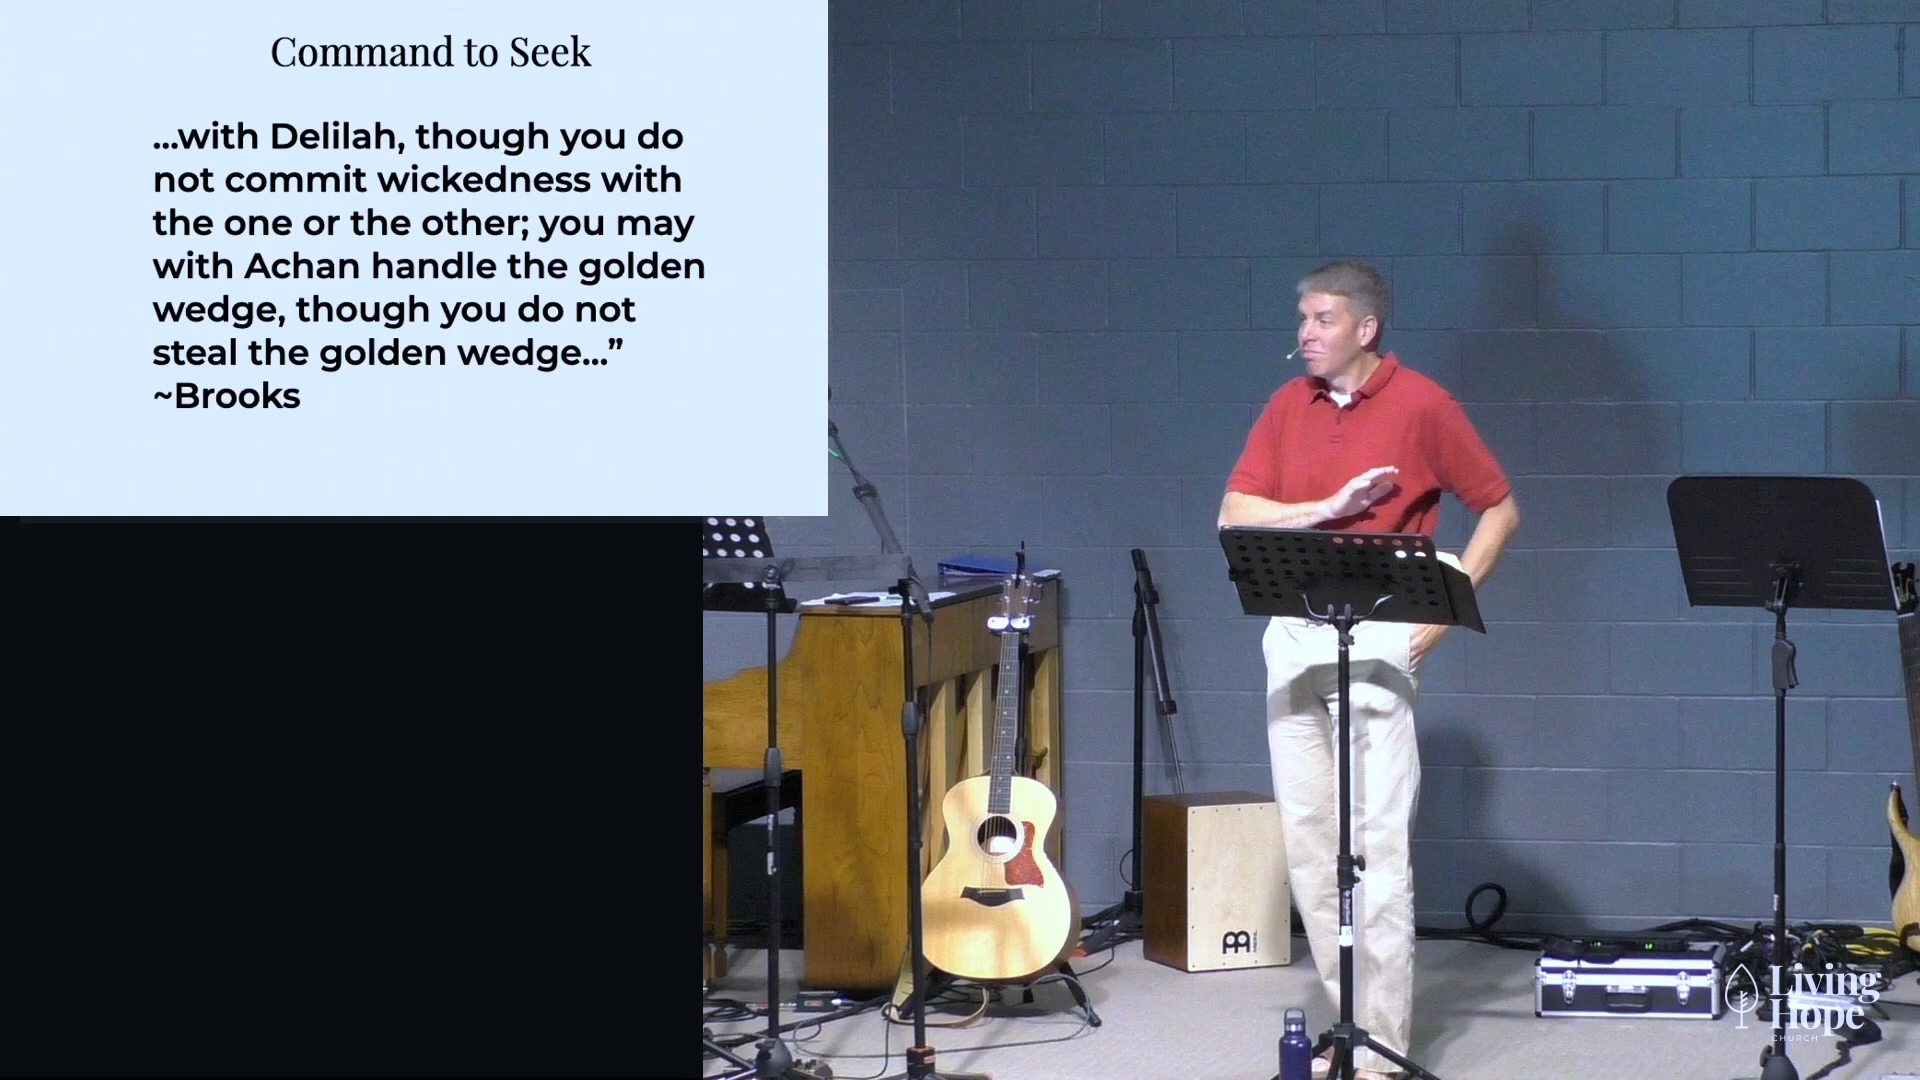 Command to Seek
…with Delilah, though you do
not commit wickedness with
the one or the other; you may
with Achan handle the golden
wedge, though you do not
steal the golden wedge…”
~Brooks
MEINL
Living
Hope
CHURCH